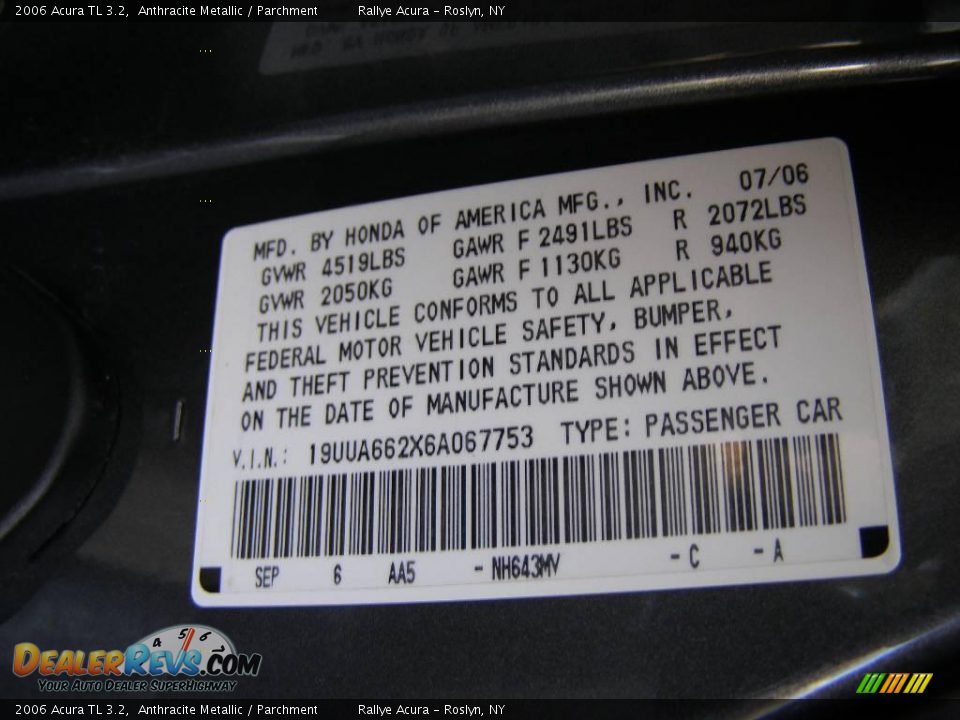 2006 Acura TL 3.2,  Anthracite Metallic / Parchment        Rallye Acura – Roslyn, NY
MFD. BY HONDA OF AMERICA MFG., INC. 07/06
GVWR 4519LBS GAWR F 2491LBS R 2072LBS
GVWR 2050KG GAWR F 1130KG R 940KG
THIS VEHICLE CONFORMS TO ALL APPLICABLE
FEDERAL MOTOR VEHICLE SAFETY, BUMPER,
AND THEFT PREVENTION STANDARDS IN EFFECT
ON THE DATE OF MANUFACTURE SHOWN ABOVE.
V.I.N.: 19UUA662X6A067753 TYPE: PASSENGER CAR
SEP 6 AA5 - NH643MV - C - A
4 5 6
DEALERREVS.COM
YOUR AUTO DEALER SUPERHIGHWAY
2006 Acura TL 3.2,  Anthracite Metallic / Parchment        Rallye Acura – Roslyn, NY